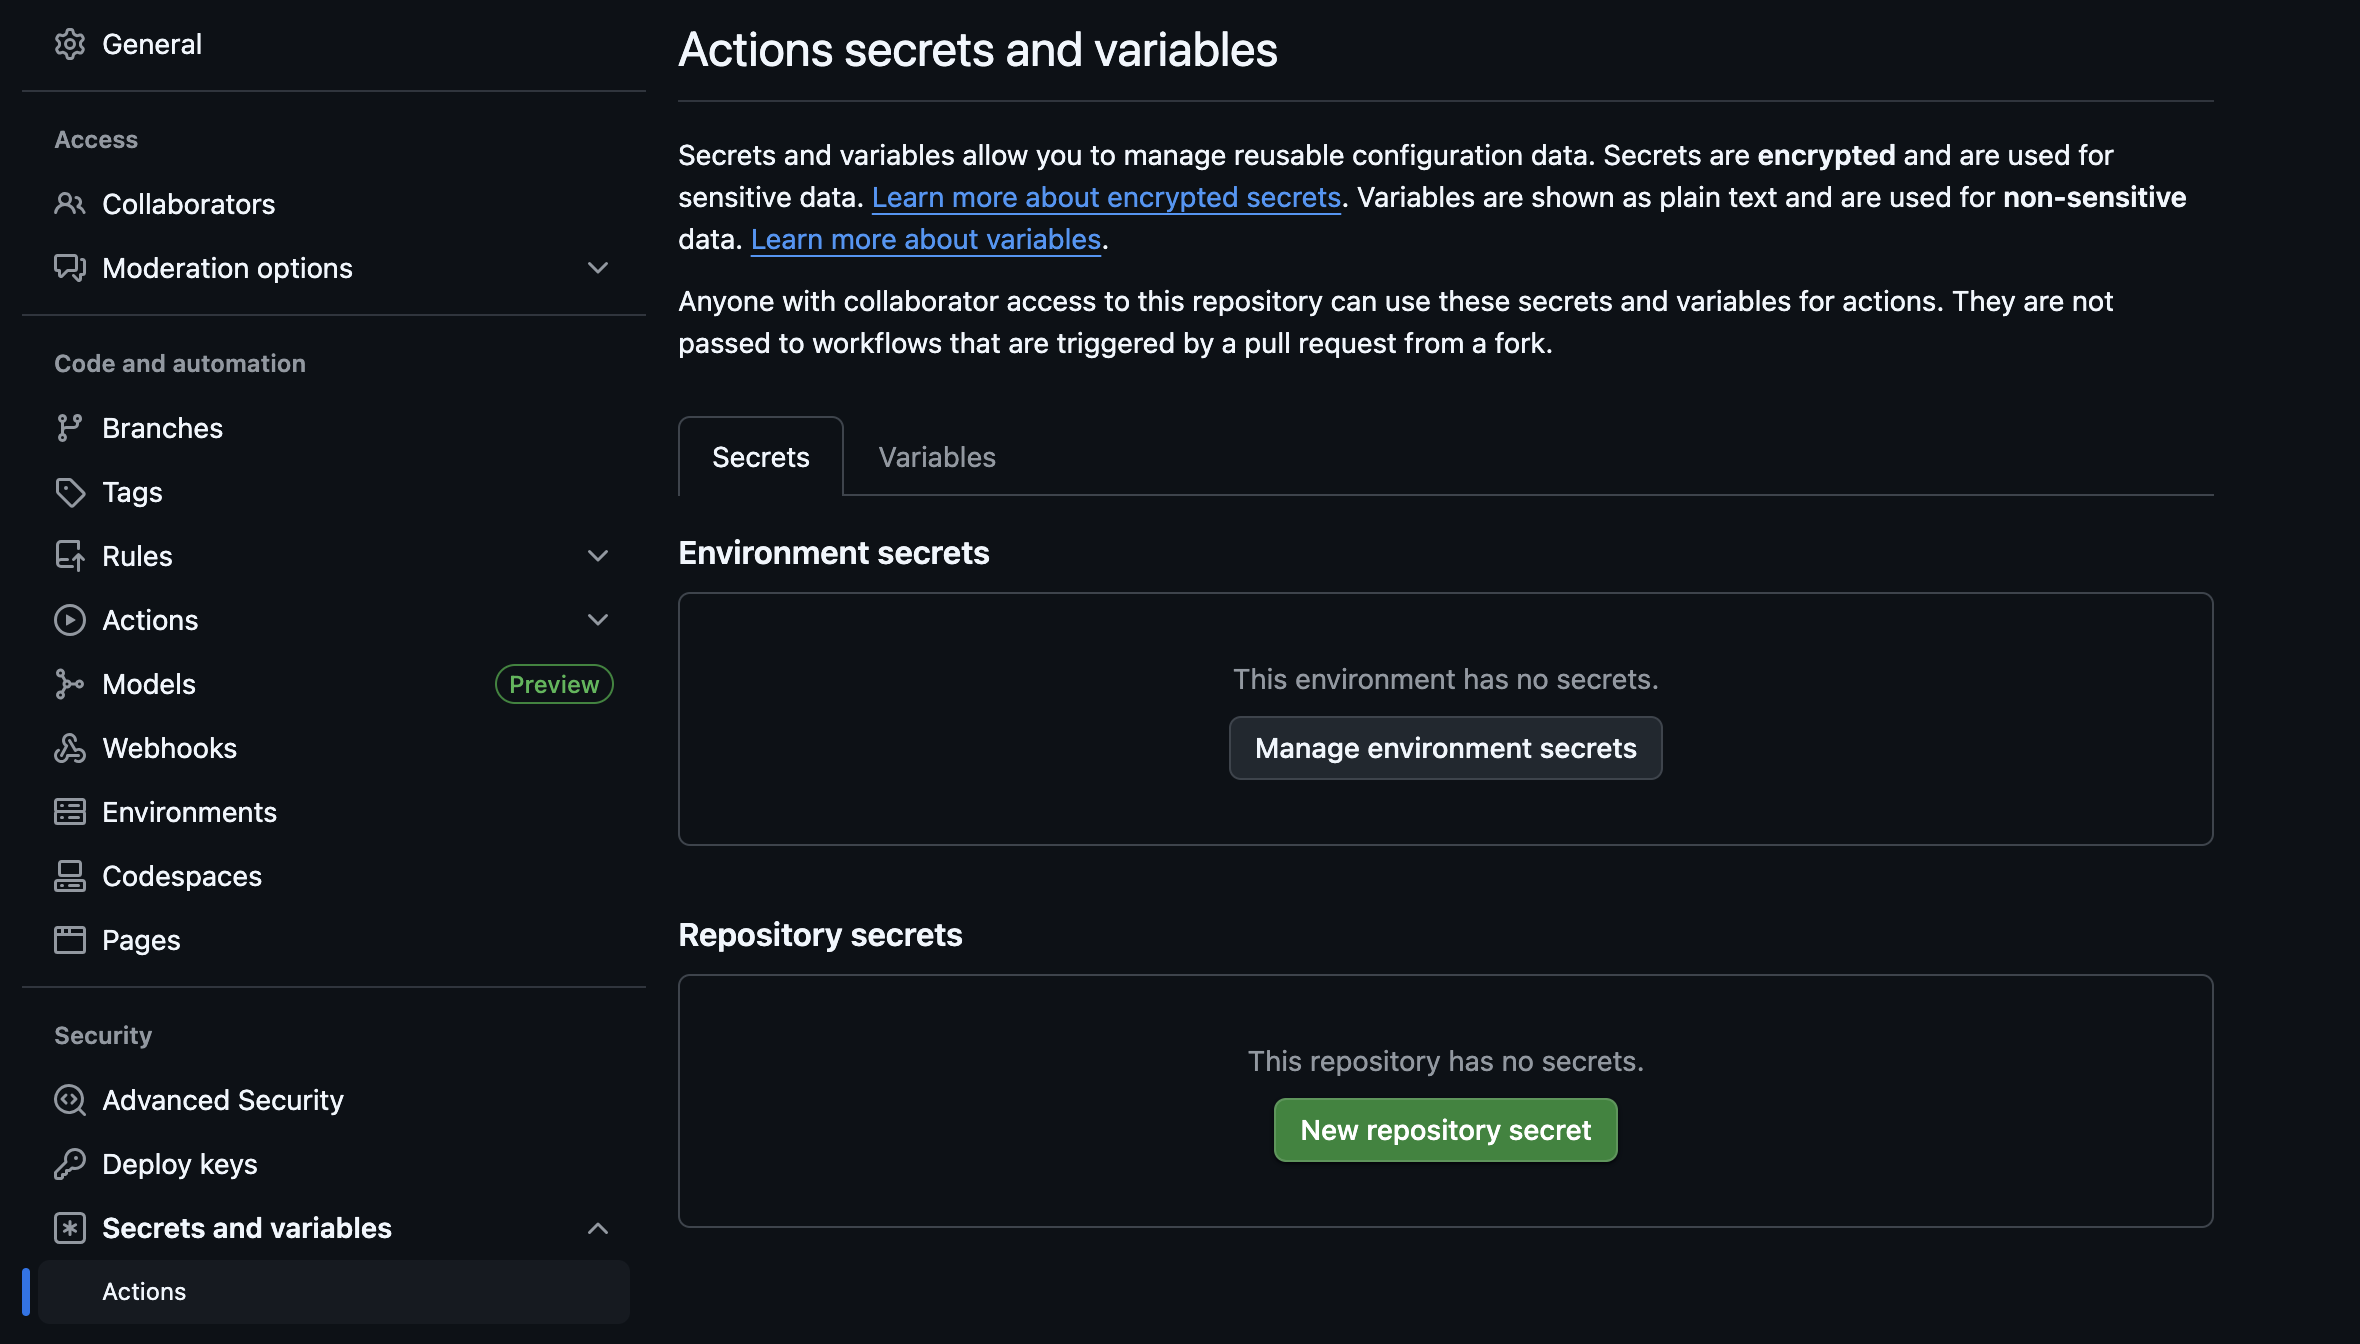 General
Access
Collaborators
Moderation options
Code and automation
Branches
Tags
Rules
Actions
Models
Preview
Webhooks
Environments
Codespaces
Pages
Security
Advanced Security
Deploy keys
Secrets and variables
Actions
Actions secrets and variables
Secrets and variables allow you to manage reusable configuration data. Secrets are encrypted and are used for
sensitive data. Learn more about encrypted secrets. Variables are shown as plain text and are used for non-sensitive
data. Learn more about variables.
Anyone with collaborator access to this repository can use these secrets and variables for actions. They are not
passed to workflows that are triggered by a pull request from a fork.
Secrets
Variables
Environment secrets
This environment has no secrets.
Manage environment secrets
Repository secrets
This repository has no secrets.
New repository secret